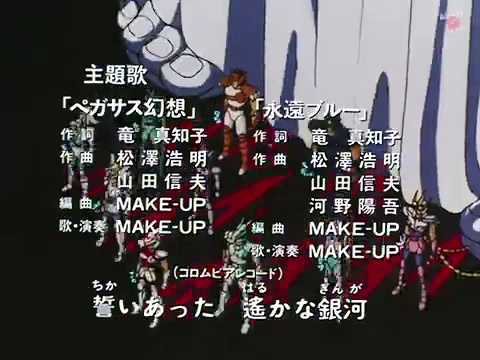 主題歌
「ペガサス幻想」
作詞 竜 真知子
作曲 松澤浩明
山田信夫
編曲 MAKE-UP
歌・演奏 MAKE-UP
「永遠ブルー」
作詞 竜 真知子
作曲 松澤浩明
山田信夫
河野陽吾
編曲 MAKE-UP
歌・演奏 MAKE-UP
(コロムビアレコード)
ちか はる ぎんが
誓いあった 遙かな銀河